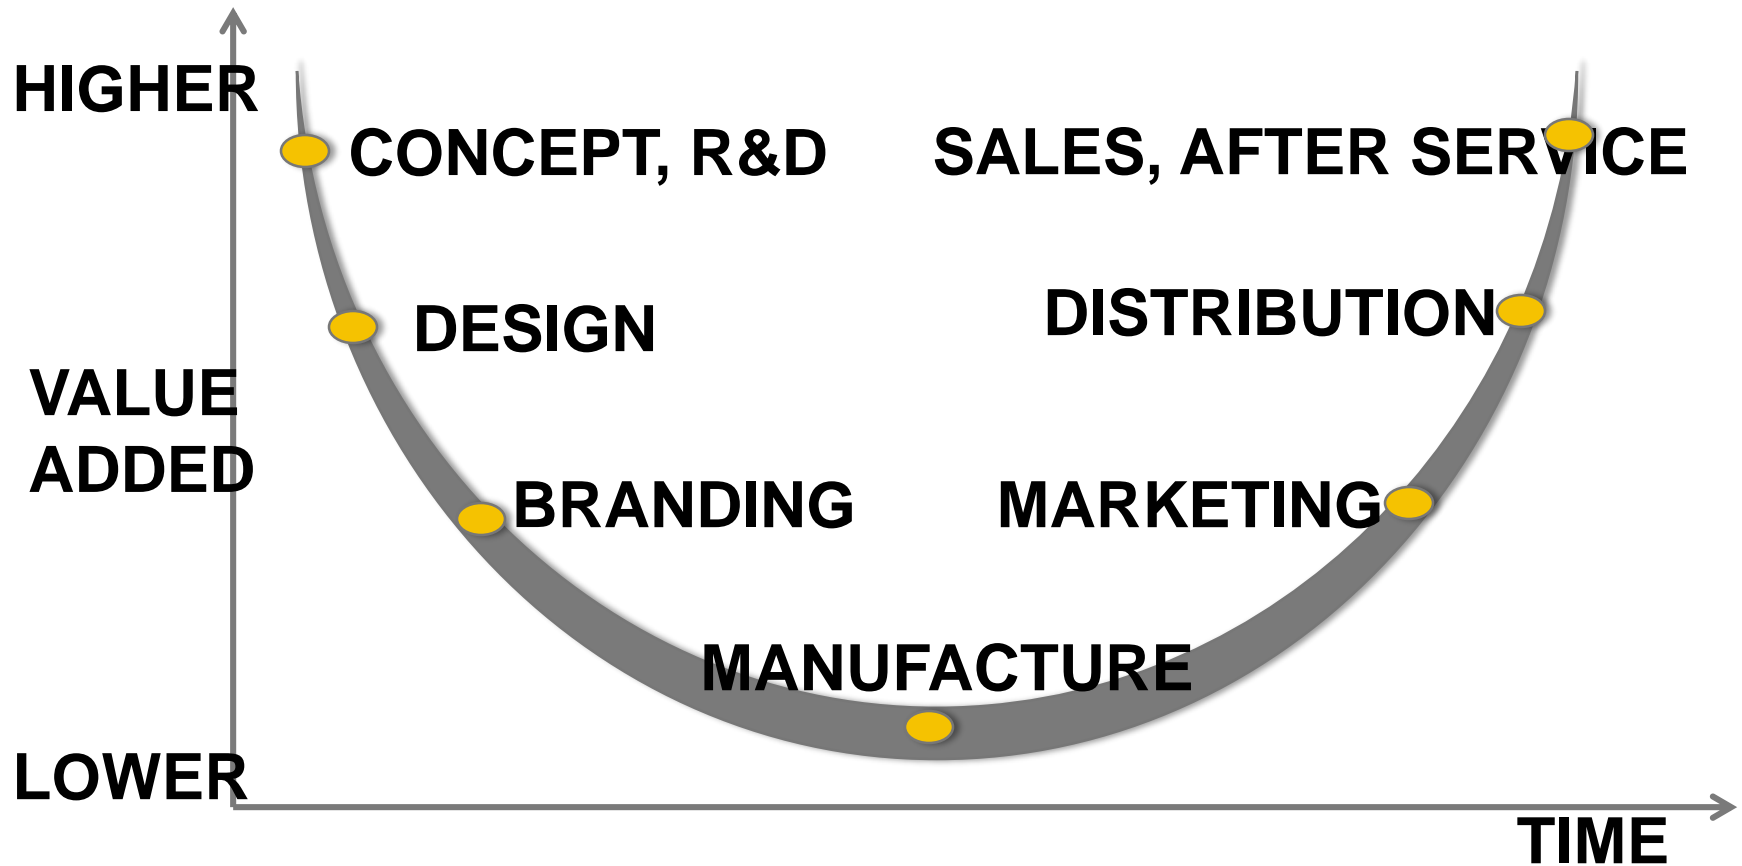 HIGHER
CONCEPT, R&D
SALES, AFTER SERVICE
DESIGN
DISTRIBUTION
VALUE
ADDED
BRANDING
MARKETING
MANUFACTURE
LOWER
TIME